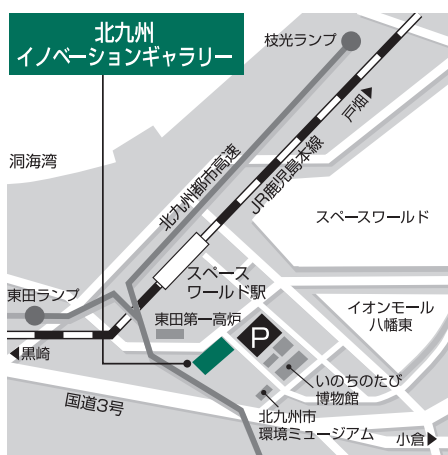 北九州
イノベーションギャラリー
枝光ランプ
戸畑
洞海湾
北九州都市高速
JR鹿児島本線
スペースワールド
スペース
ワールド駅
東田ランプ
東田第一高炉
P
イオンモール
八幡東
黒崎
いのちのたび
博物館
国道3号
北九州市
環境ミュージアム
小倉